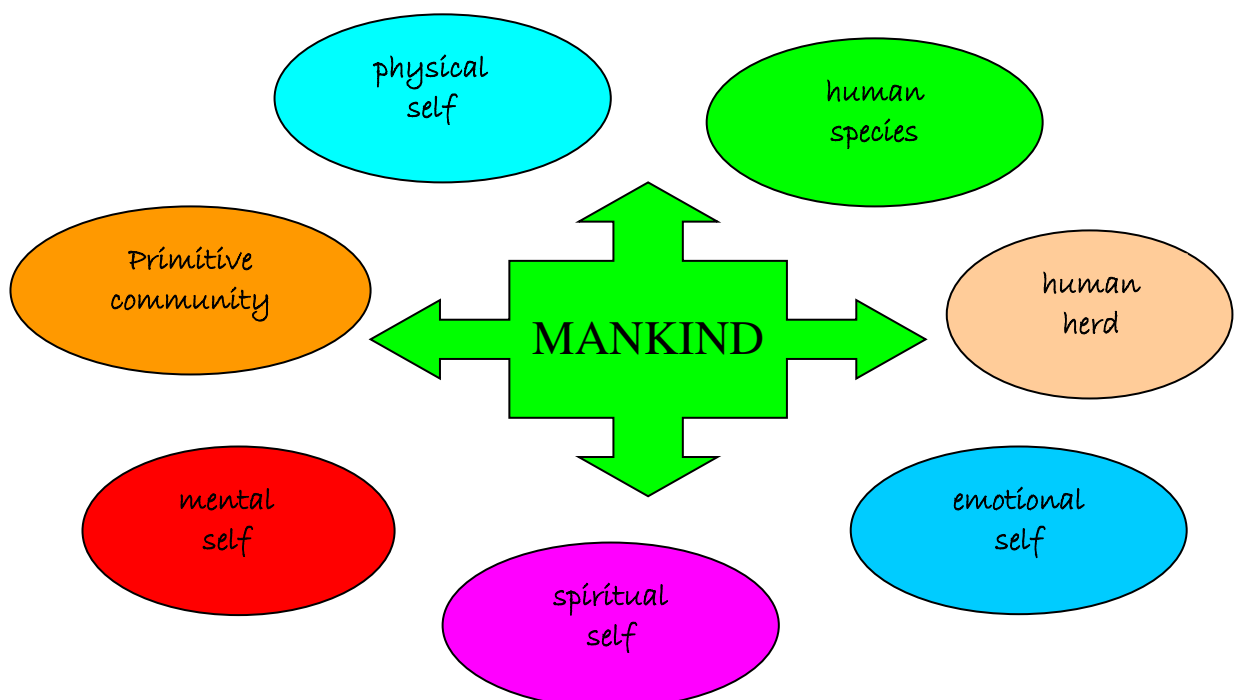 physical
self
human
species
Primitive
community
human
herd
MANKIND
mental
self
emotional
self
spiritual
self